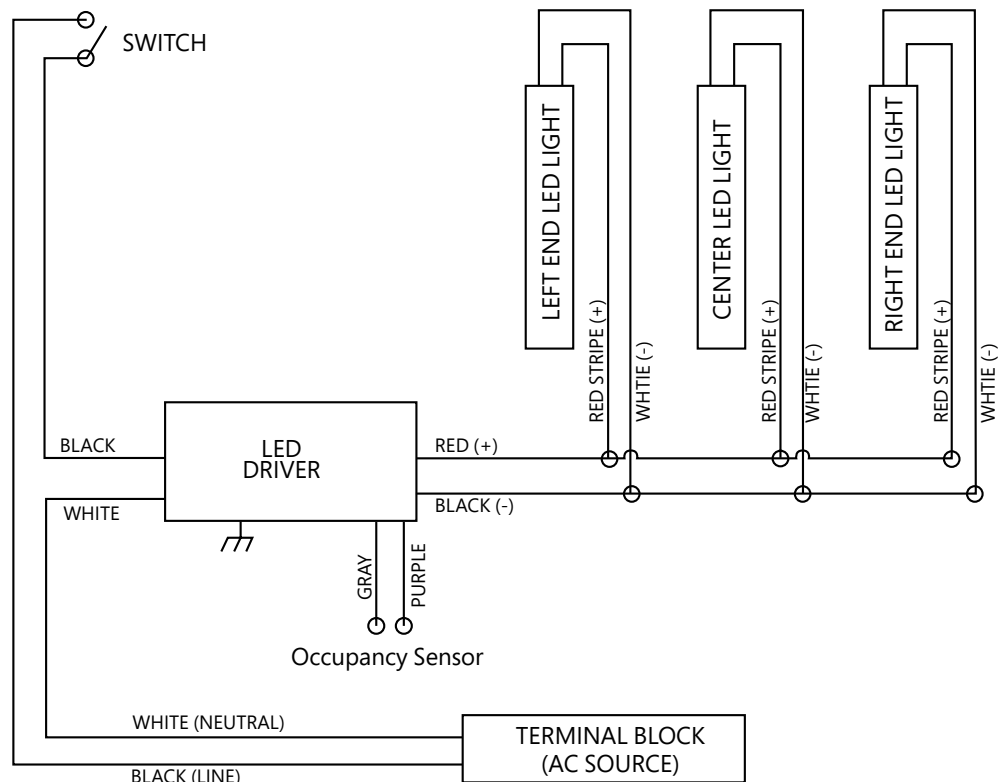 SWITCH
LEFT END LED LIGHT
CENTER LED LIGHT
RIGHT END LED LIGHT
RED STRIPE (+)
WHTIE (-)
RED STRIPE (+)
WHTIE (-)
RED STRIPE (+)
WHTIE (-)
BLACK
LED
DRIVER
RED (+)
WHITE
BLACK (-)
GRAY
PURPLE
Occupancy Sensor
WHITE (NEUTRAL)
TERMINAL BLOCK
(AC SOURCE)
BLACK (LINE)